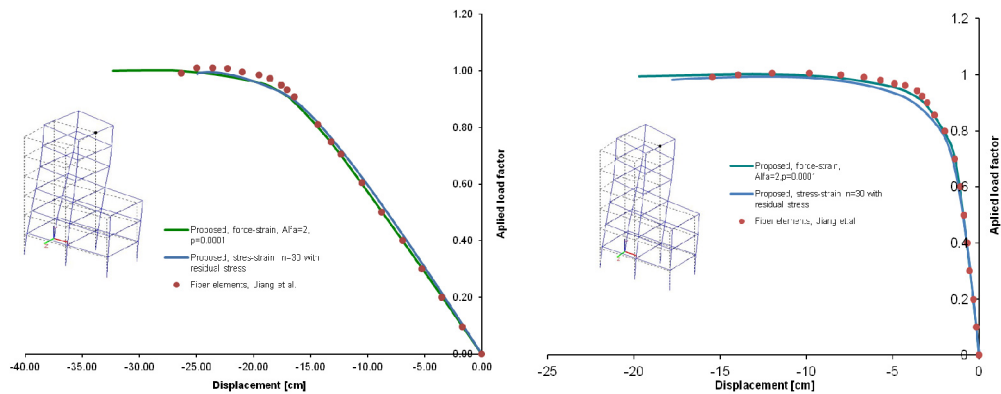 1.20
1.00
0.80
0.60
0.40
0.20
0.00
Aplied load factor
Proposed, force-strain, Alfa=2,
p=0.0001
Proposed, stres-strain n=30 with
residual stress
Fiber elements, Jiang et al.
-40.00 -35.00 -30.00 -25.00 -20.00 -15.00 -10.00 -5.00 0.00
Displacement [cm]
1.2
1
0.8
0.6
0.4
0.2
0
Aplied load factor
Proposed, force-strain,
Alfa=2,p=0.0001
Proposed, stress-strain n=30 with
residual stress
Fiber elements, Jiang et al
-25 -20 -15 -10 -5 0
Displacement [cm]